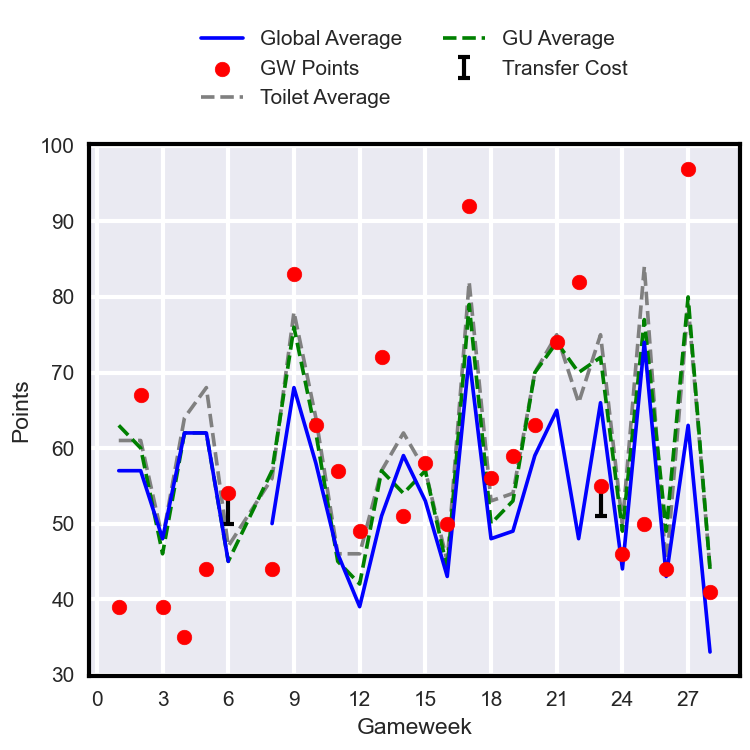 Global Average
GW Points
Toilet Average
GU Average
Transfer Cost
100
90
80
70
60
50
40
30
Points
0 3 6 9 12 15 18 21 24 27
Gameweek